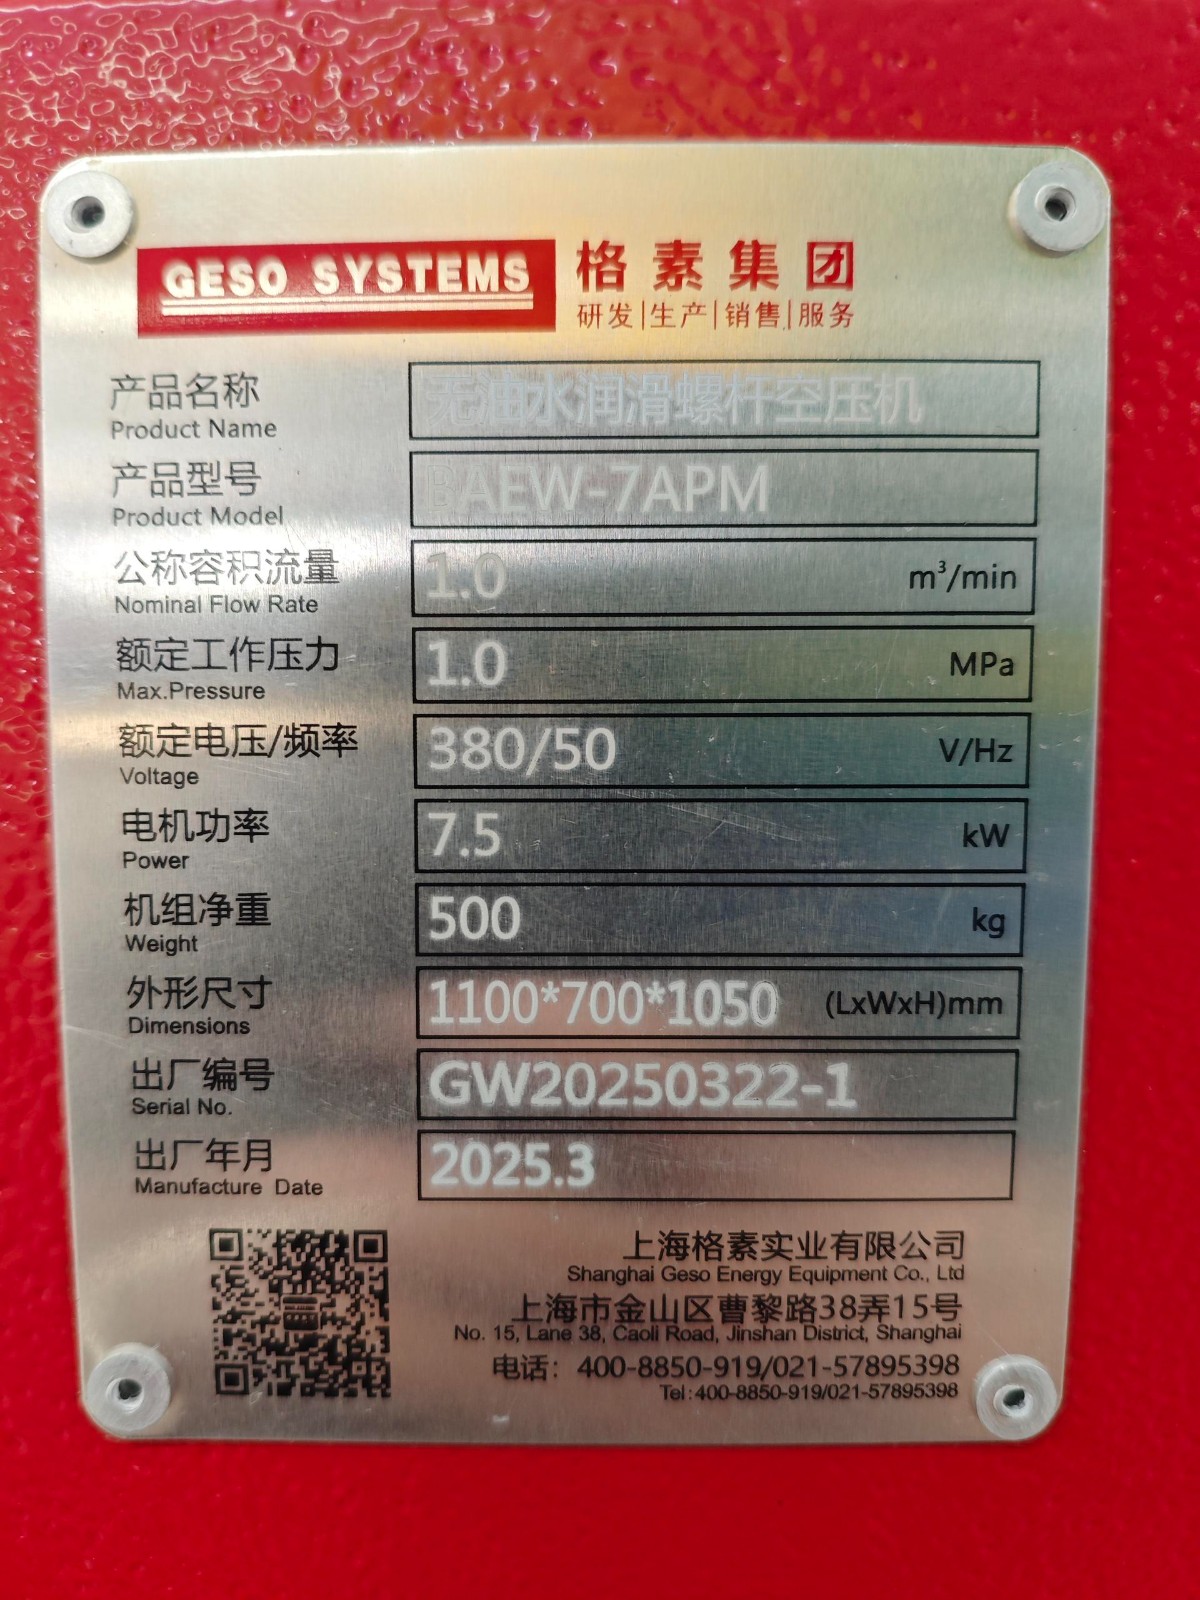 GESO SYSTEMS 格素集团
研发|生产|销售|服务
产品名称 无油水润滑螺杆空压机
Product Name
产品型号 BAEW-7APM
Product Model
公称容积流量 1.0 m³/min
Nominal Flow Rate
额定工作压力 1.0 MPa
Max.Pressure
额定电压/频率 380/50 V/Hz
Voltage
电机功率 7.5 kW
Power
机组净重 500 kg
Weight
外形尺寸 1100*700*1050 (LxWxH)mm
Dimensions
出厂编号 GW20250322-1
Serial No.
出厂年月 2025.3
Manufacture Date
上海格素实业有限公司
Shanghai Geso Energy Equipment Co., Ltd
上海市金山区曹黎路38弄15号
No. 15, Lane 38, Caoli Road, Jinshan District, Shanghai
电话：400-8850-919/021-57895398
Tel:400-8850-919/021-57895398